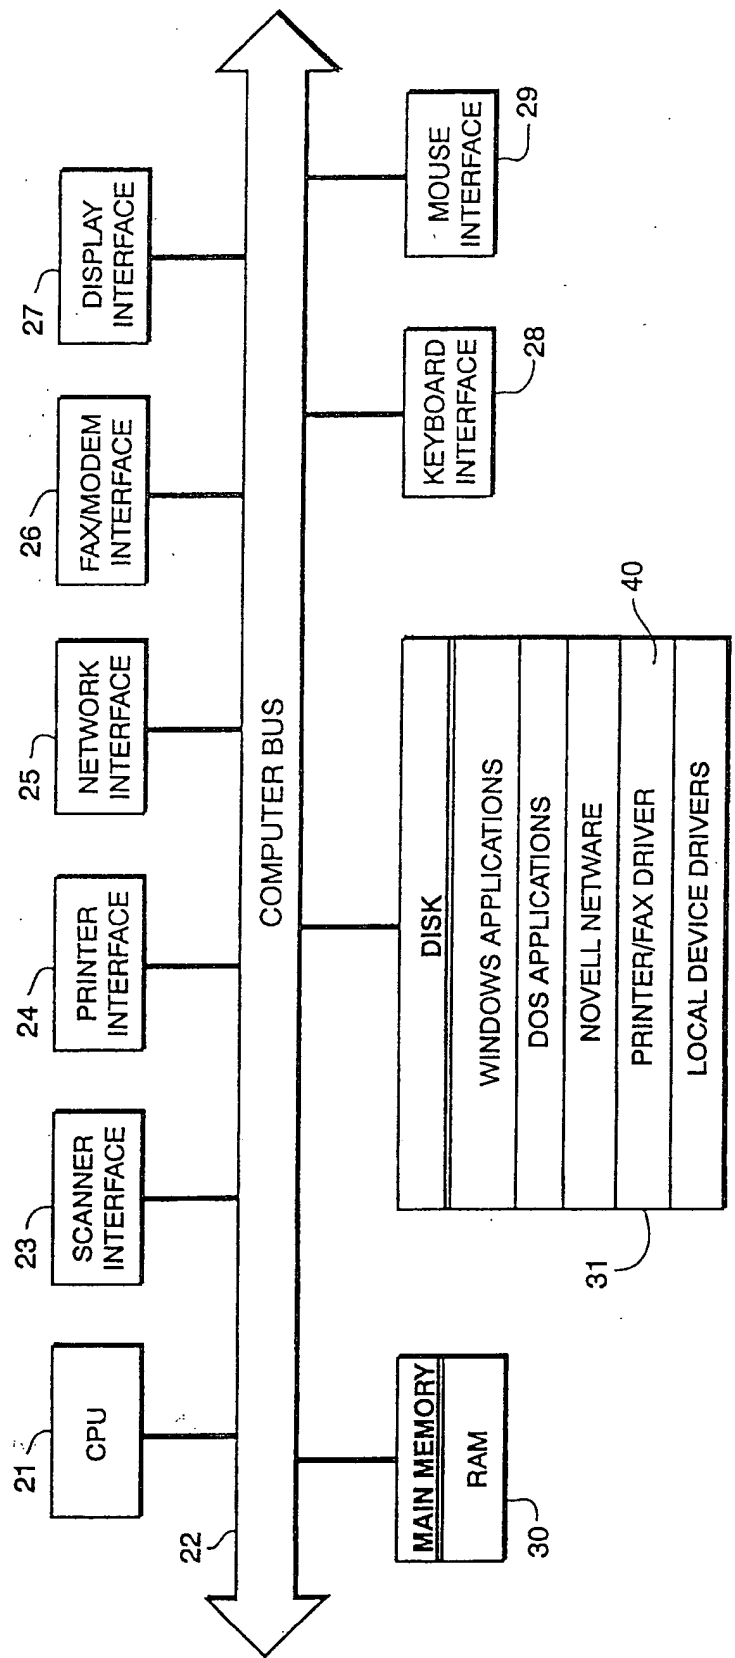 21
23
24
25
26
27
CPU
SCANNER
INTERFACE
PRINTER
INTERFACE
NETWORK
INTERFACE
FAX/MODEM
INTERFACE
DISPLAY
INTERFACE
22
COMPUTER BUS
MAIN MEMORY
RAM
30
31
DISK
WINDOWS APPLICATIONS
DOS APPLICATIONS
NOVELL NETWARE
PRINTER/FAX DRIVER
LOCAL DEVICE DRIVERS
40
KEYBOARD
INTERFACE
28
MOUSE
INTERFACE
29